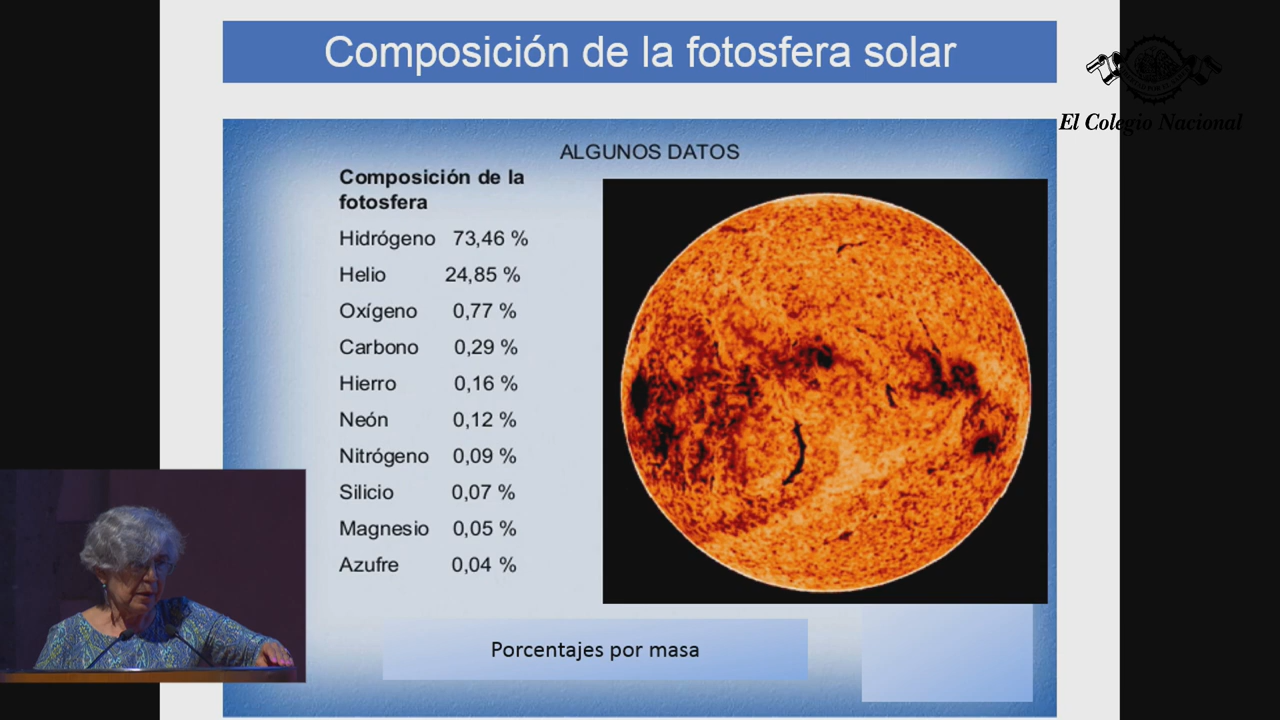 Composición de la fotosfera solar
El Colegio Nacional
ALGUNOS DATOS
Composición de la
fotosfera
Hidrógeno 73,46 %
Helio 24,85 %
Oxígeno 0,77 %
Carbono 0,29 %
Hierro 0,16 %
Neón 0,12 %
Nitrógeno 0,09 %
Silicio 0,07 %
Magnesio 0,05 %
Azufre 0,04 %
Porcentajes por masa